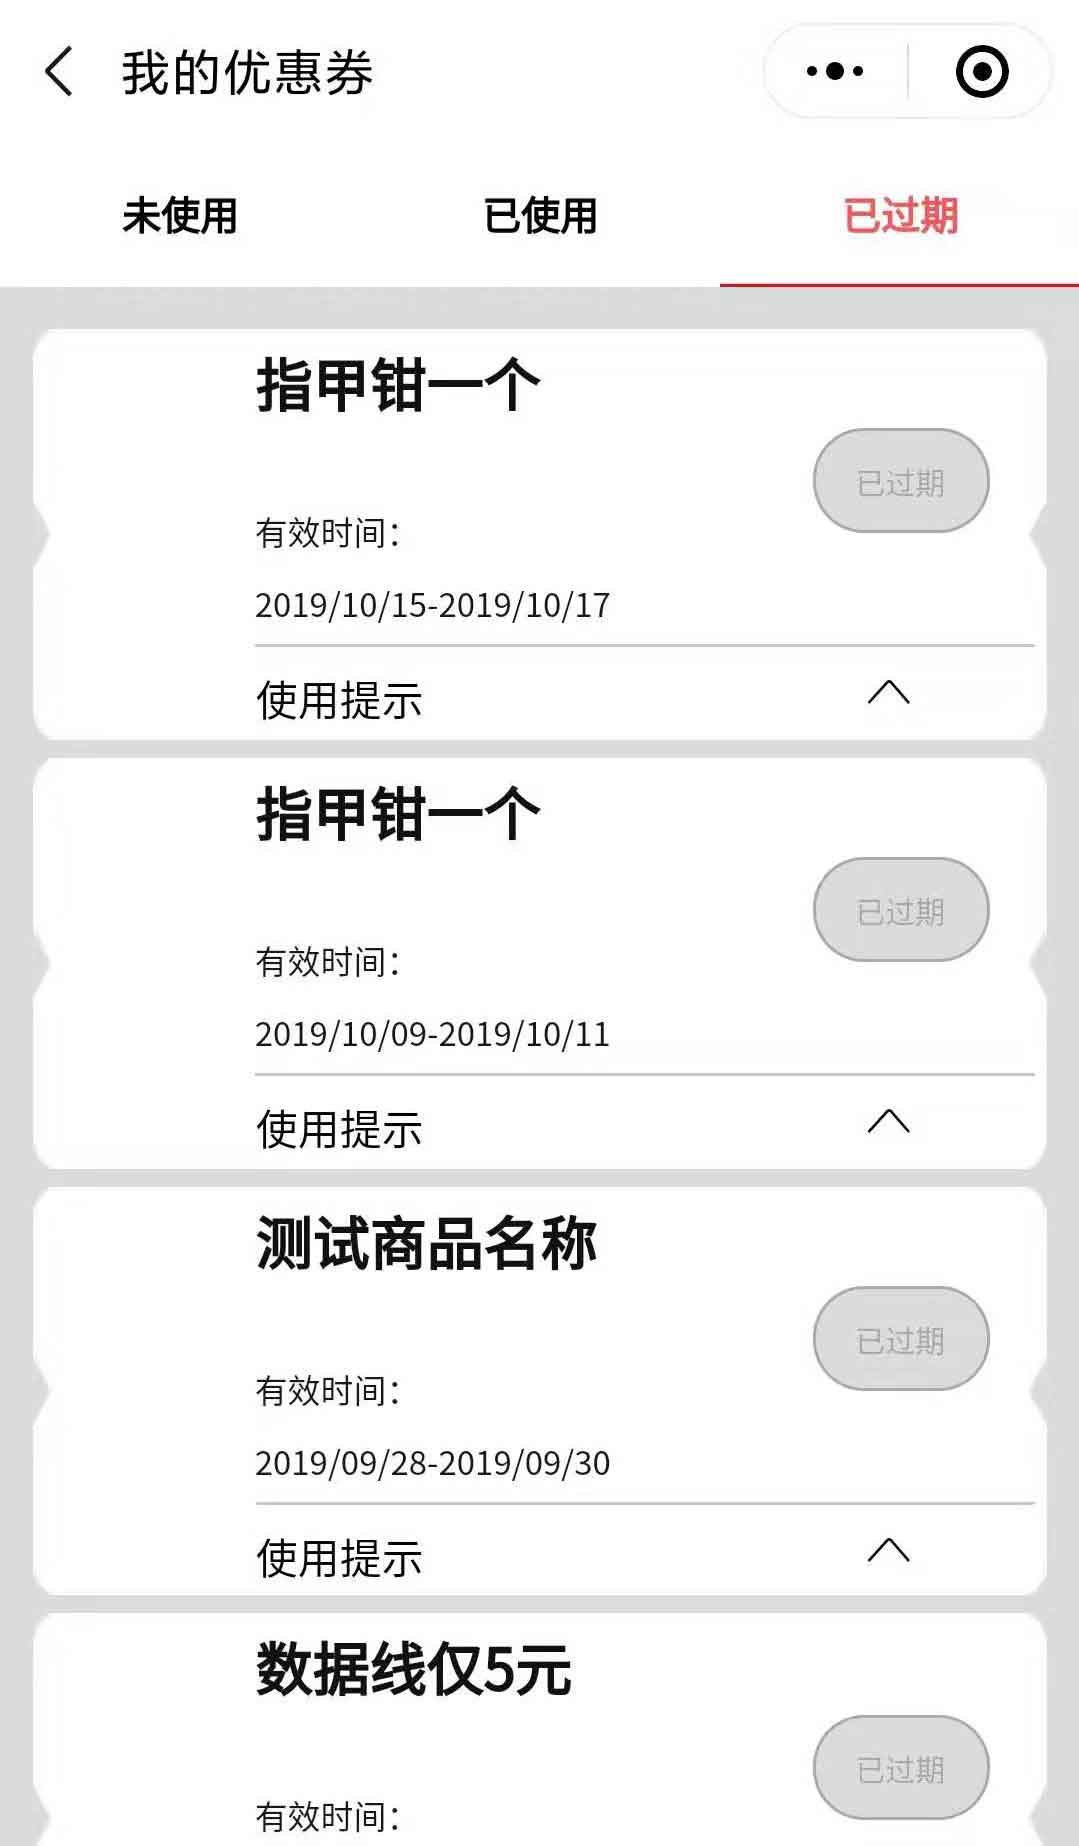 我的优惠券
未使用 已使用 已过期
指甲钳一个
已过期
有效时间：
2019/10/15-2019/10/17
使用提示
指甲钳一个
已过期
有效时间：
2019/10/09-2019/10/11
使用提示
测试商品名称
已过期
有效时间：
2019/09/28-2019/09/30
使用提示
数据线仅5元
已过期
有效时间：